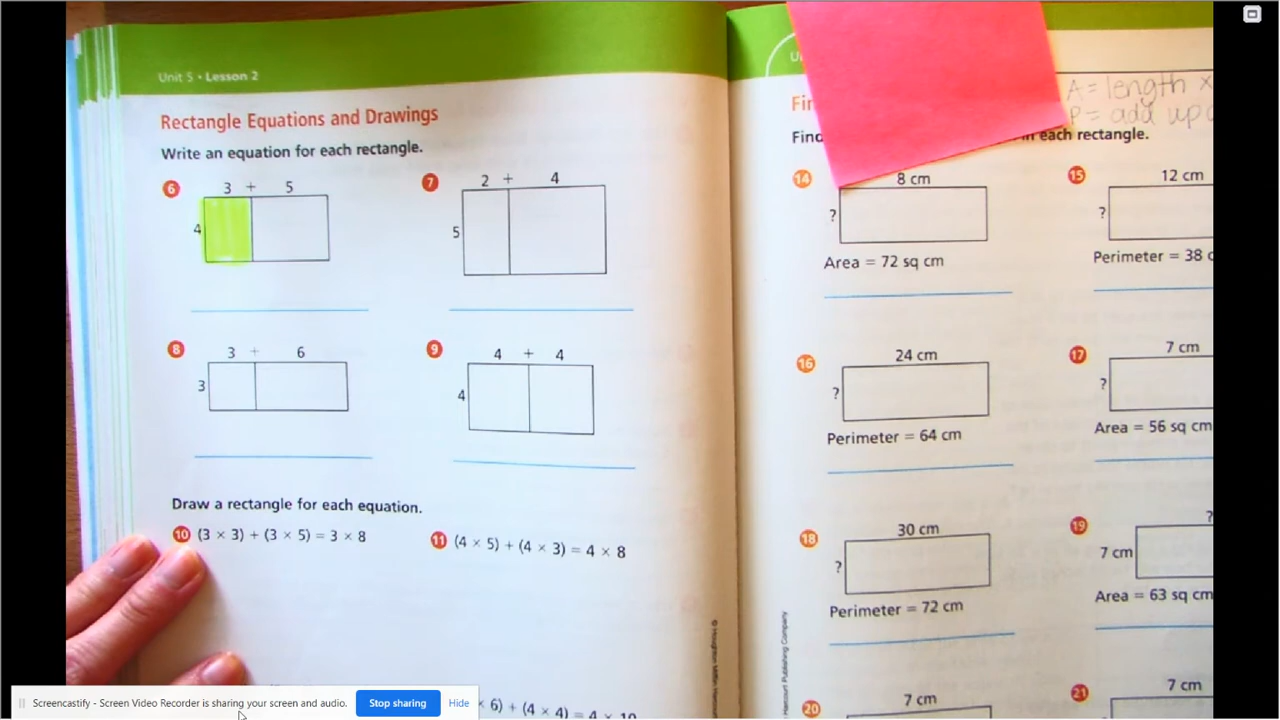 Unit 5 • Lesson 2
Rectangle Equations and Drawings
Write an equation for each rectangle.
6 3 + 5
4
7 2 + 4
5
8 3 + 6
3
9 4 + 4
4
Draw a rectangle for each equation.
10 (3 × 3) + (3 × 5) = 3 × 8
11 (4 × 5) + (4 × 3) = 4 × 8
× 6) + (4 × 4) = 4 × 10
A = length ×
P = add up
Find
in each rectangle.
14 8 cm
?
Area = 72 sq cm
15 12 cm
?
Perimeter = 38
16 24 cm
?
Perimeter = 64 cm
17 7 cm
?
Area = 56 sq cm
18 30 cm
?
Perimeter = 72 cm
19 ?
7 cm
Area = 63 sq cm
20 7 cm
21 7 cm
Harcourt Publishing Company
Screencastify - Screen Video Recorder is sharing your screen and audio.
Stop sharing
Hide